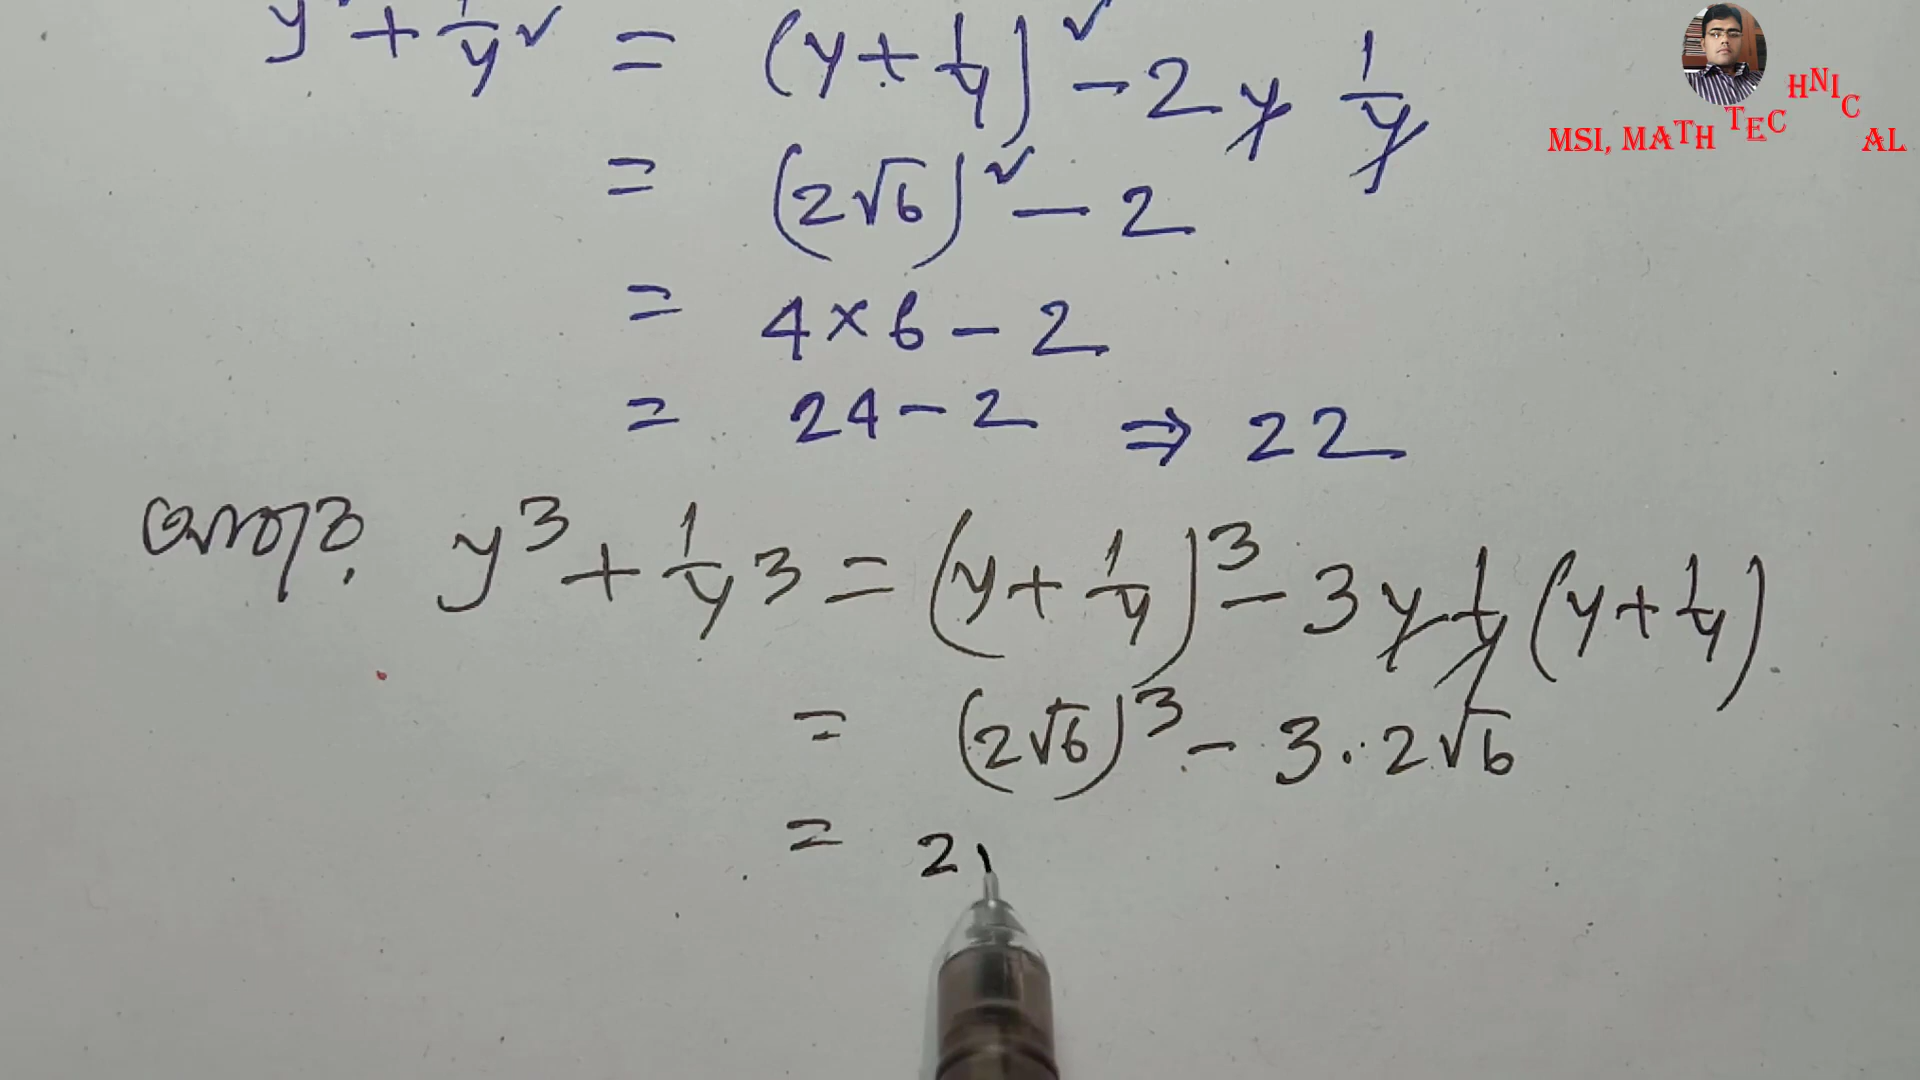 y² + 1/y² = (y + 1/y)² - 2 y 1/y
= (2√6)² - 2
= 4 × 6 - 2
= 24 - 2 ⇒ 22
y³ + 1/y³ = (y + 1/y)³ - 3 y 1/y (y + 1/y)
= (2√6)³ - 3 . 2√6
= 2
MSI, MATH TECHNICAL